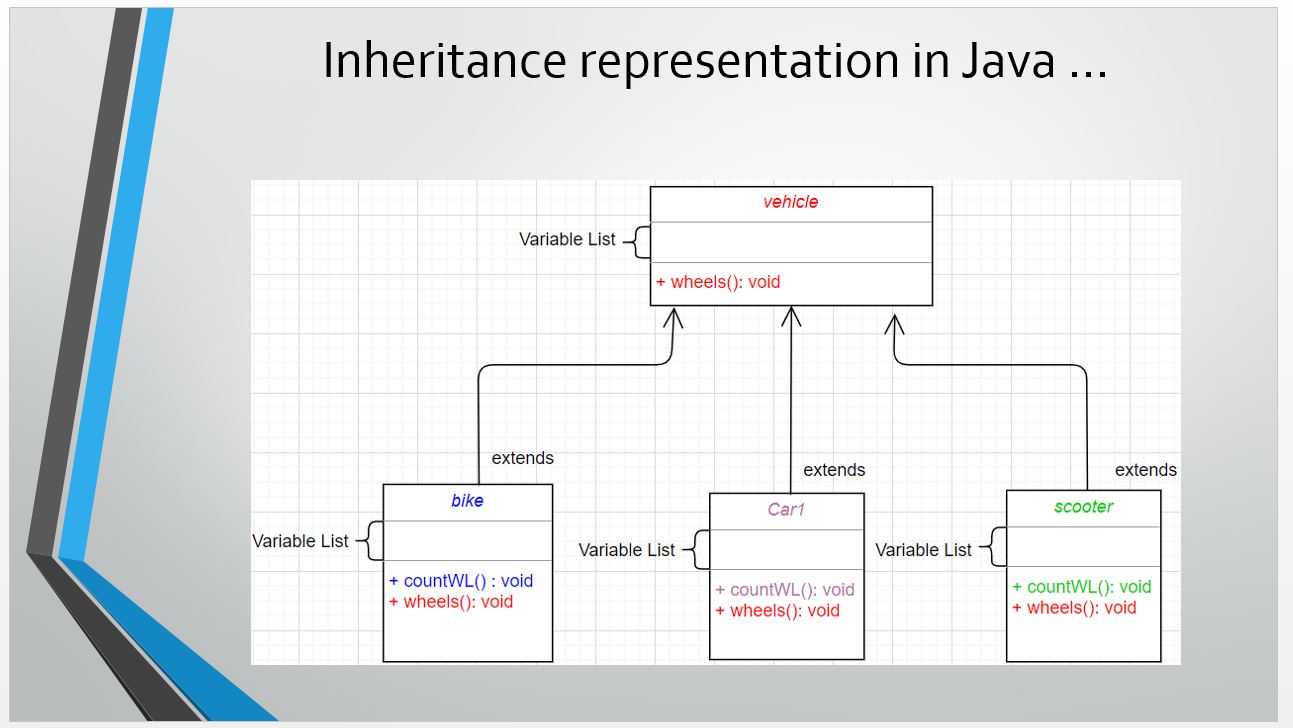 Inheritance representation in Java ...
vehicle
Variable List
+ wheels(): void
extends
extends
extends
bike
Variable List
+ countWL() : void
+ wheels(): void
Car1
Variable List
+ countWL(): void
+ wheels(): void
scooter
Variable List
+ countWL(): void
+ wheels(): void